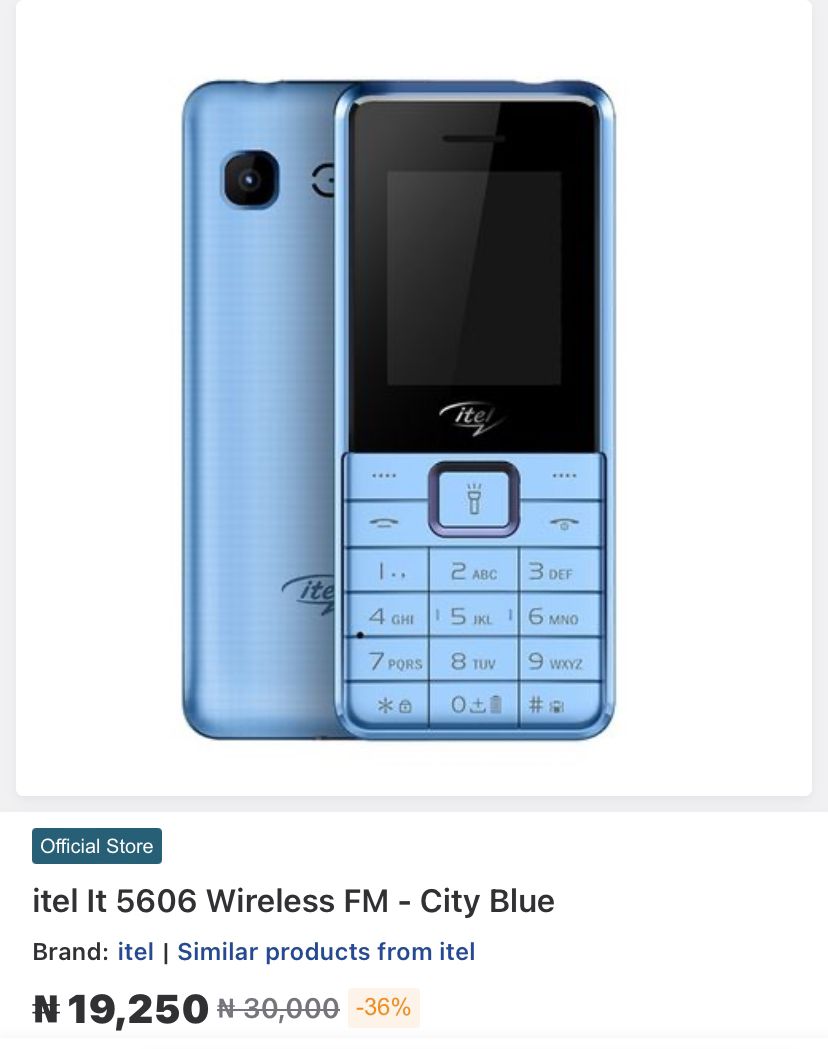 itel
ite
1 . ,
2 ABC
3 DEF
4 GHI
5 JKL
6 MNO
7 PQRS
8 TUV
9 WXYZ
*
0
#
Official Store
itel It 5606 Wireless FM - City Blue
Brand: itel | Similar products from itel
₦ 19,250 ₦ 30,000 -36%